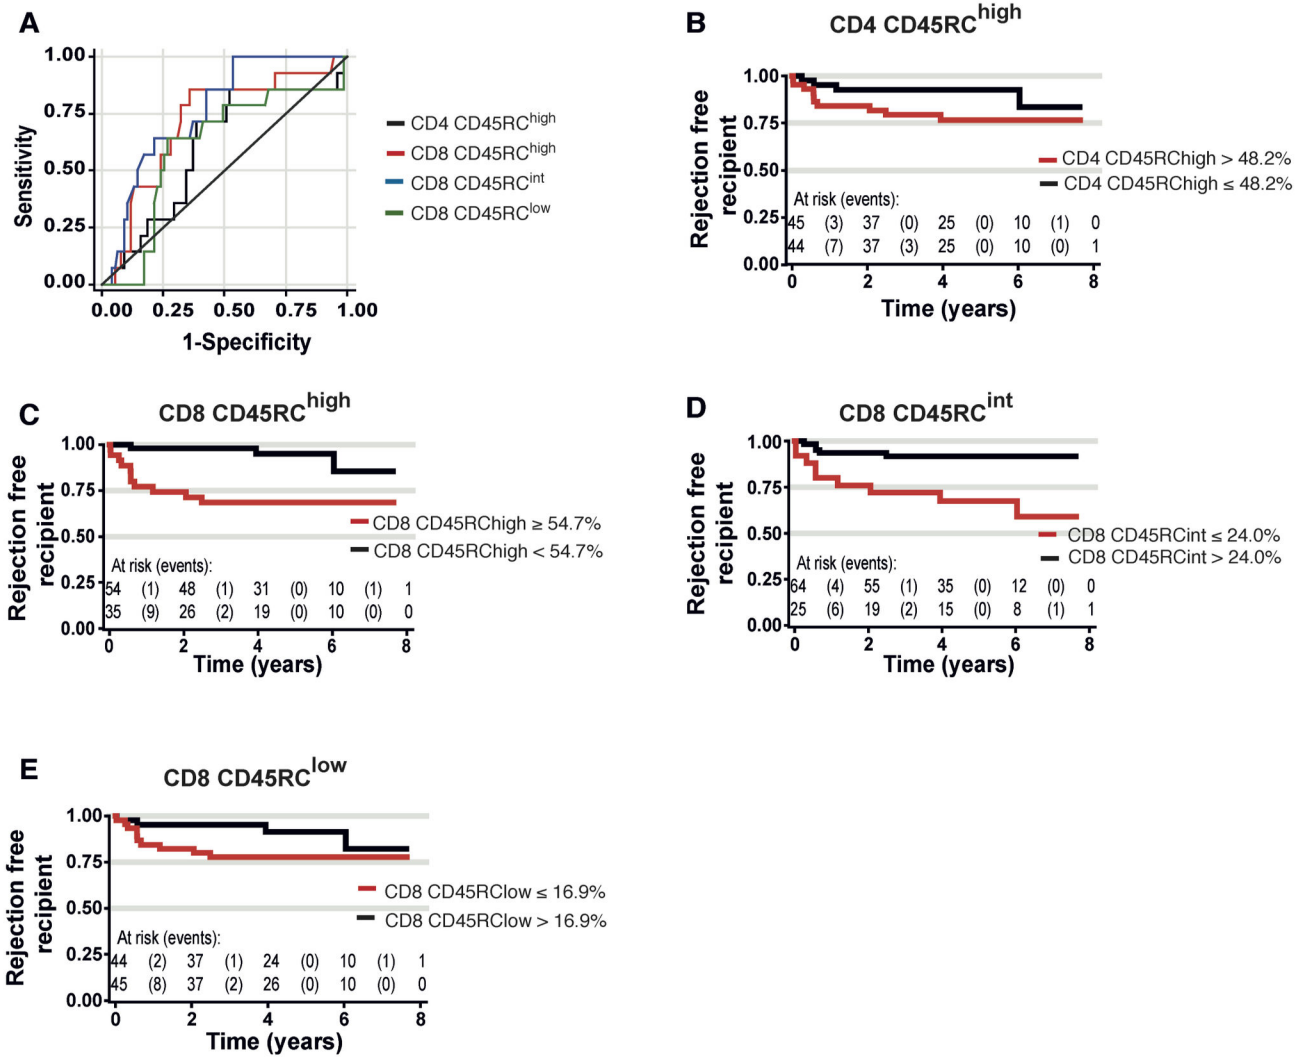 A
1.00
0.75
0.50
0.25
0.00
Sensitivity
0.00 0.25 0.50 0.75 1.00
1-Specificity
CD4 CD45RChigh
CD8 CD45RChigh
CD8 CD45RCint
CD8 CD45RClow
B
CD4 CD45RChigh
Rejection free
recipient
1.00
0.75
0.50
0.25
0.00
CD4 CD45RChigh > 48.2%
CD4 CD45RChigh ≤ 48.2%
At risk (events):
45 (3) 37 (0) 25 (0) 10 (1) 0
44 (7) 37 (3) 25 (0) 10 (0) 1
0 2 4 6 8
Time (years)
C
CD8 CD45RChigh
Rejection free
recipient
1.00
0.75
0.50
0.25
0.00
CD8 CD45RChigh ≥ 54.7%
CD8 CD45RChigh < 54.7%
At risk (events):
54 (1) 48 (1) 31 (0) 10 (1) 1
35 (9) 26 (2) 19 (0) 10 (0) 0
0 2 4 6 8
Time (years)
D
CD8 CD45RCint
Rejection free
recipient
1.00
0.75
0.50
0.25
0.00
CD8 CD45RCint ≤ 24.0%
CD8 CD45RCint > 24.0%
At risk (events):
64 (4) 55 (1) 35 (0) 12 (0) 0
25 (6) 19 (2) 15 (0) 8 (1) 1
0 2 4 6 8
Time (years)
E
CD8 CD45RClow
Rejection free
recipient
1.00
0.75
0.50
0.25
0.00
CD8 CD45RClow ≤ 16.9%
CD8 CD45RClow > 16.9%
At risk (events):
44 (2) 37 (1) 24 (0) 10 (1) 1
45 (8) 37 (2) 26 (0) 10 (0) 0
0 2 4 6 8
Time (years)